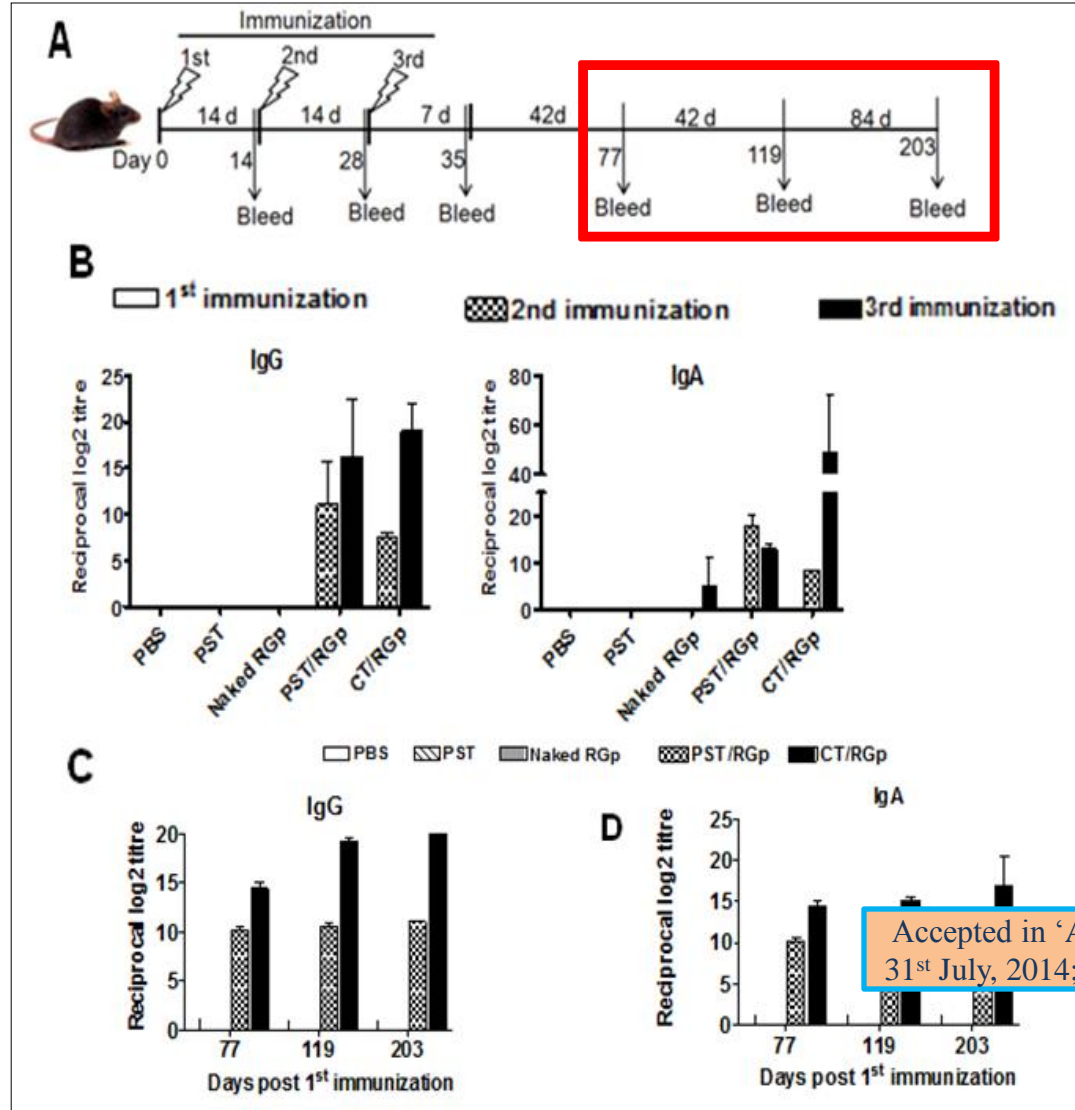 A
Immunization
1st 2nd 3rd
14 d 14 d 7 d 42d 42 d 84 d
Day 0 14 28 35 77 119 203
Bleed Bleed Bleed Bleed Bleed Bleed
B
1st immunization 2nd immunization 3rd immunization
IgG
Reciprocal log2 titre
25
20
15
10
5
0
PBS PST Naked RGp PST/RGp CT/RGp
IgA
Reciprocal log2 titre
80
60
40
20
10
0
PBS PST Naked RGp PST/RGp CT/RGp
PBS PST Naked RGp PST/RGp CT/RGp
C
IgG
Reciprocal log2 titre
20
15
10
5
0
77 119 203
Days post 1st immunization
D
IgA
Reciprocal log2 titre
25
20
15
10
5
0
77 119 203
Days post 1st immunization
Accepted in ‘A
31st July, 2014;